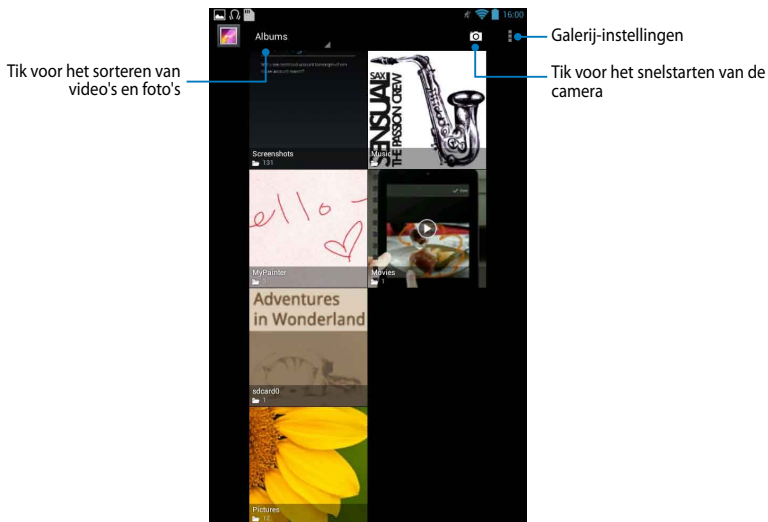 16:00
Albums
Galerij-instellingen
Tik voor het sorteren van
video's en foto's
Tik voor het snelstarten van de
camera
SENSUAL
SAX
THE PASSION CREW
Screenshots
131
Music
ello-
MyPainter
Movies
1
Adventures
in Wonderland
sdcard0
1
Pictures
12